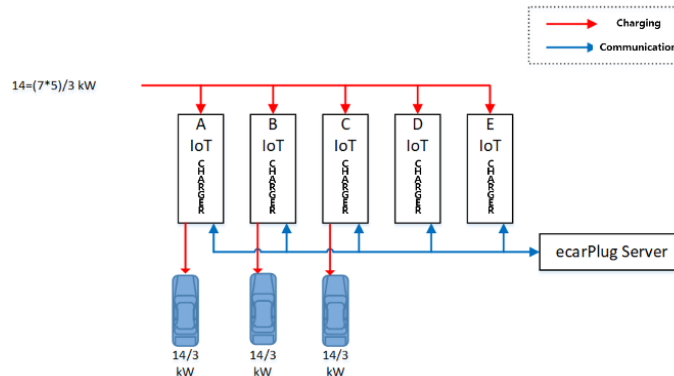 Charging
Communication
14=(7*5)/3 kW
A
IoT
CHARGER
B
IoT
CHARGER
C
IoT
CHARGER
D
IoT
CHARGER
E
IoT
CHARGER
ecarPlug Server
14/3
kW
14/3
kW
14/3
kW